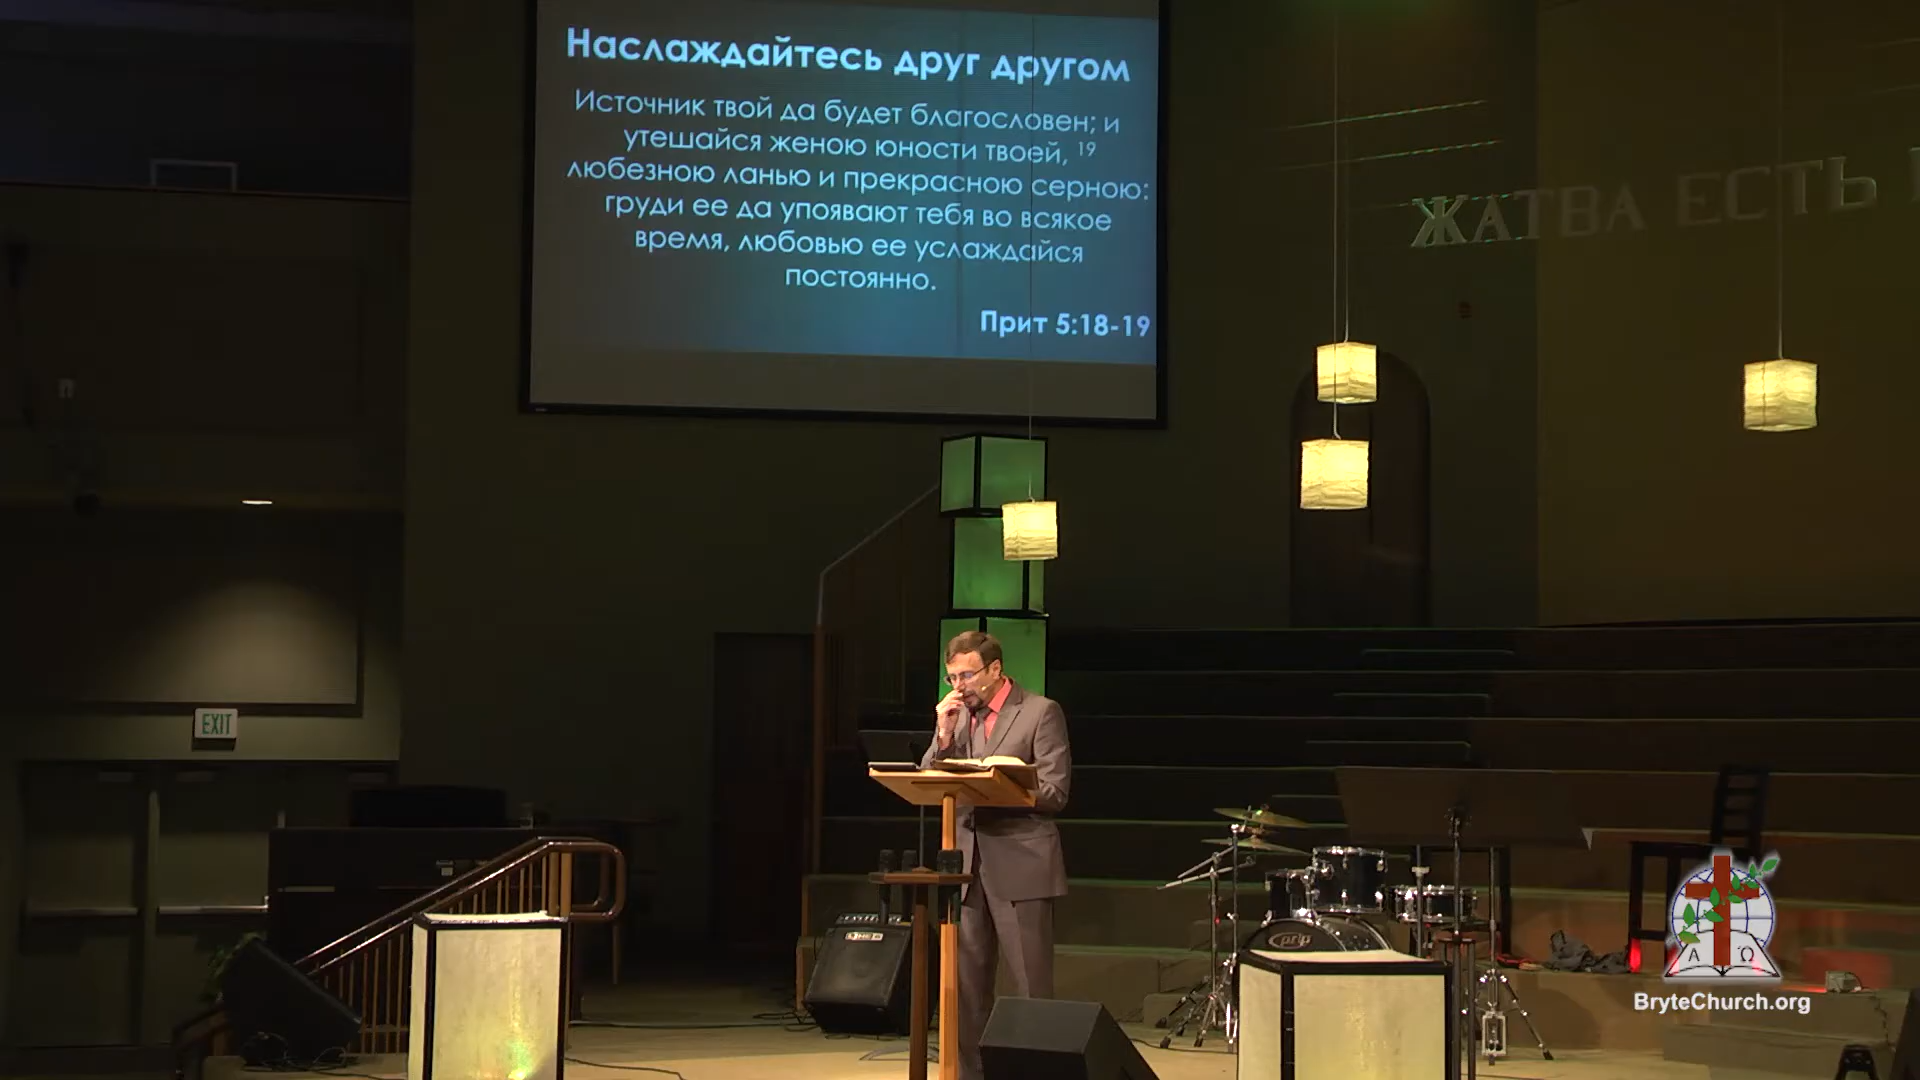 Наслаждайтесь друг другом
Источник твой да будет благословен; и
утешайся женою юности твоей, 19
любезною ланью и прекрасною серною:
груди ее да упоявают тебя во всякое
время, любовью ее услаждайся
постоянно.
Прит 5:18-19
ЖАТВА ЕСТЬ
EXIT
pdp
Α Ω
BryteChurch.org